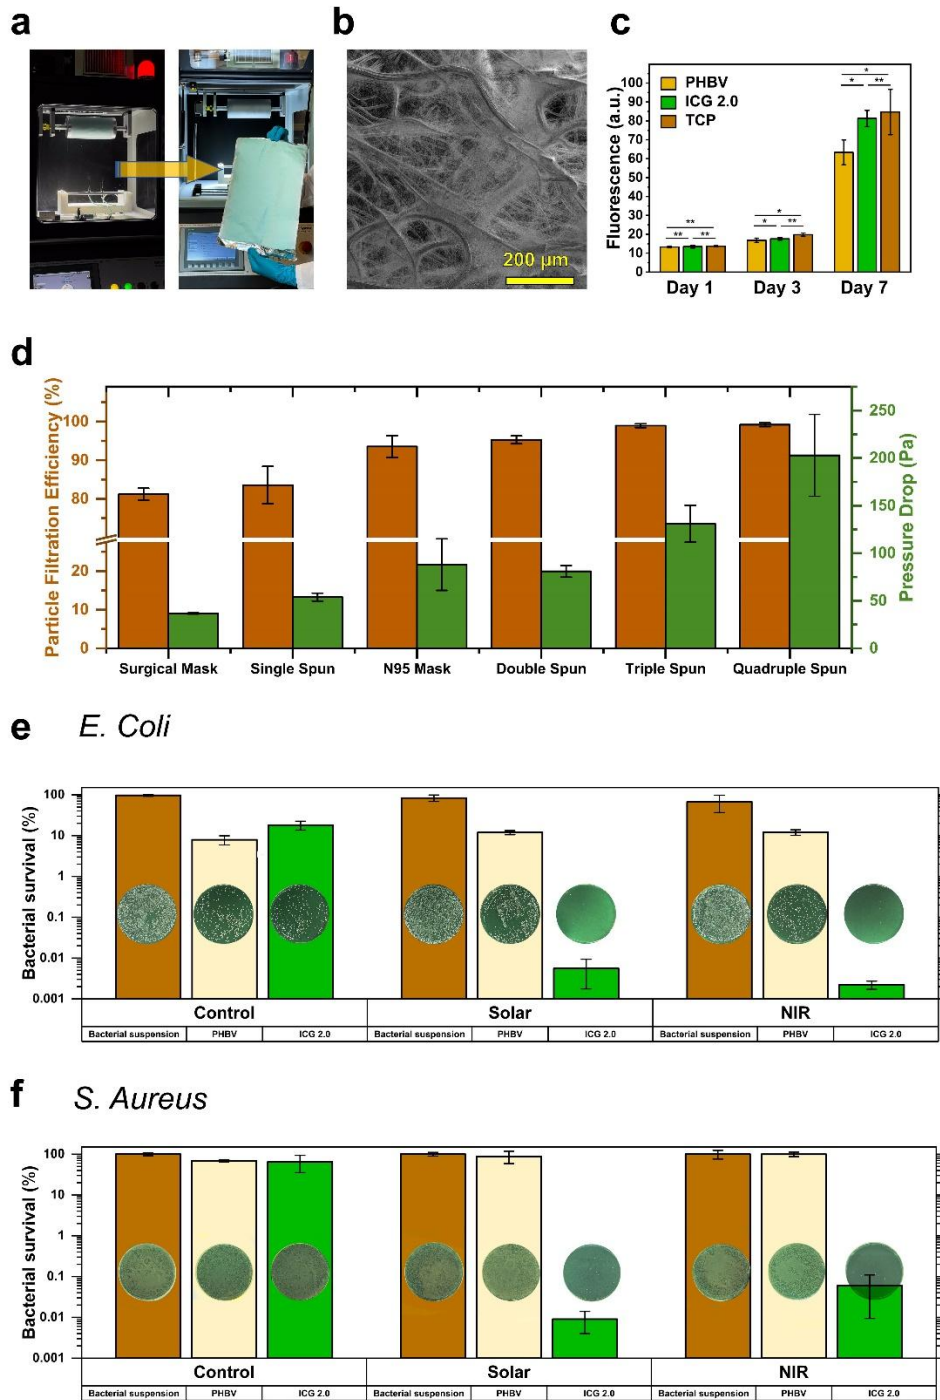 a
b
200 µm
c
Fluorescence (a.u.)
100
90
80
70
60
50
40
30
20
10
0
PHBV
ICG 2.0
TCP
**
**
**
*
*
**
*
*
**
Day 1
Day 3
Day 7
d
Particle Filtration Efficiency (%)
100
90
80
20
10
0
250
200
150
100
50
0
Pressure Drop (Pa)
Surgical Mask
Single Spun
N95 Mask
Double Spun
Triple Spun
Quadruple Spun
e
E. Coli
Bacterial survival (%)
100
10
1
0.1
0.01
0.001
Control
Solar
NIR
Bacterial suspension
PHBV
ICG 2.0
Bacterial suspension
PHBV
ICG 2.0
Bacterial suspension
PHBV
ICG 2.0
f
S. Aureus
Bacterial survival (%)
100
10
1
0.1
0.01
0.001
Control
Solar
NIR
Bacterial suspension
PHBV
ICG 2.0
Bacterial suspension
PHBV
ICG 2.0
Bacterial suspension
PHBV
ICG 2.0